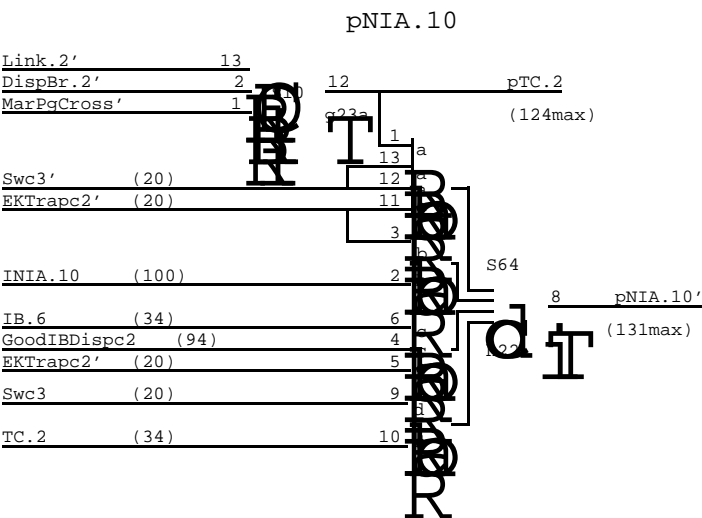 pNIA.10
Link.2' 13
DispBr.2' 2 12 pTC.2
MarPgCross' 1 g23a (124max)
1 a
13
Swc3' (20) 12
EKTrapc2' (20) 11
3 b
S64
INIA.10 (100) 2
8 pNIA.10'
IB.6 (34) 6 (131max)
GoodIBDispc2 (94) 4
EKTrapc2' (20) 5
Swc3 (20) 9
d
TC.2 (34) 10